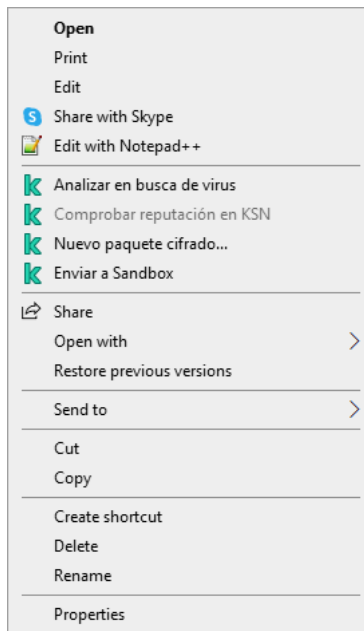 Open
Print
Edit
Share with Skype
Edit with Notepad++
Analizar en busca de virus
Comprobar reputación en KSN
Nuevo paquete cifrado...
Enviar a Sandbox
Share
Open with
Restore previous versions
Send to
Cut
Copy
Create shortcut
Delete
Rename
Properties